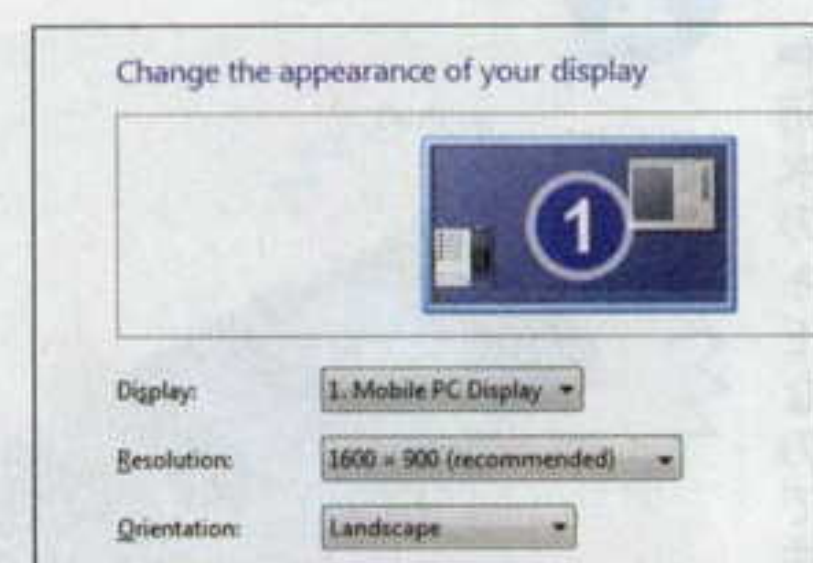 Change the appearance of your display
1
Display: 1. Mobile PC Display
Resolution: 1600 × 900 (recommended)
Orientation: Landscape